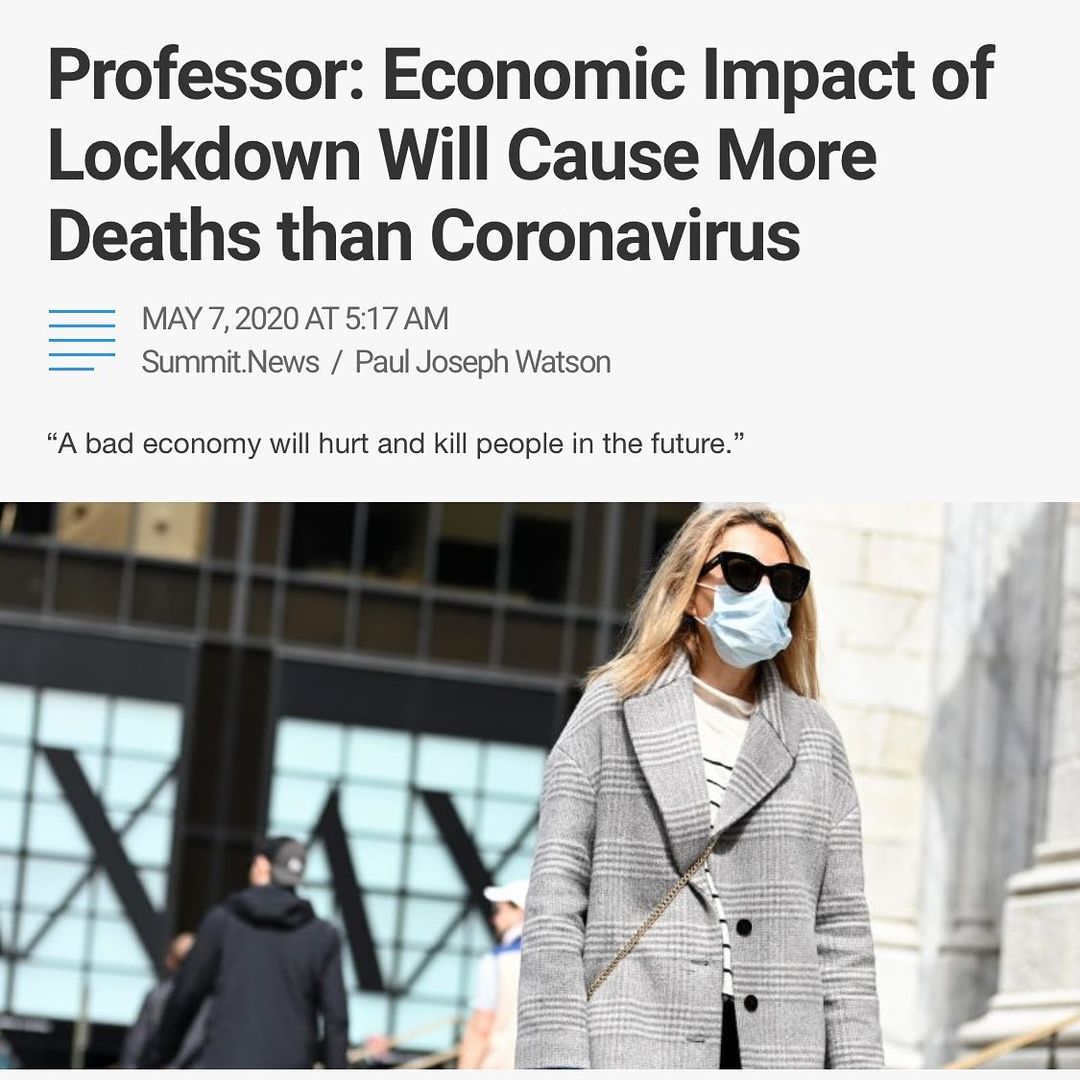 Professor: Economic Impact of
Lockdown Will Cause More
Deaths than Coronavirus
MAY 7, 2020 AT 5:17 AM
Summit.News / Paul Joseph Watson
“A bad economy will hurt and kill people in the future.”